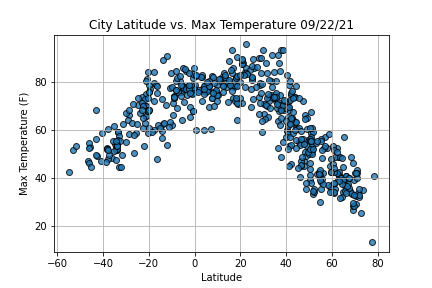 City Latitude vs. Max Temperature 09/22/21
Max Temperature (F)
80
60
40
20
−60 −40 −20 0 20 40 60 80
Latitude